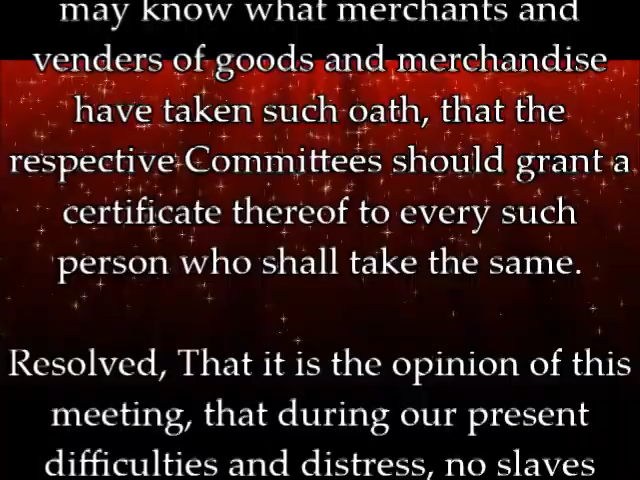 may know what merchants and
venders of goods and merchandise
have taken such oath, that the
respective Committees should grant a
certificate thereof to every such
person who shall take the same.
Resolved, That it is the opinion of this
meeting, that during our present
difficulties and distress, no slaves